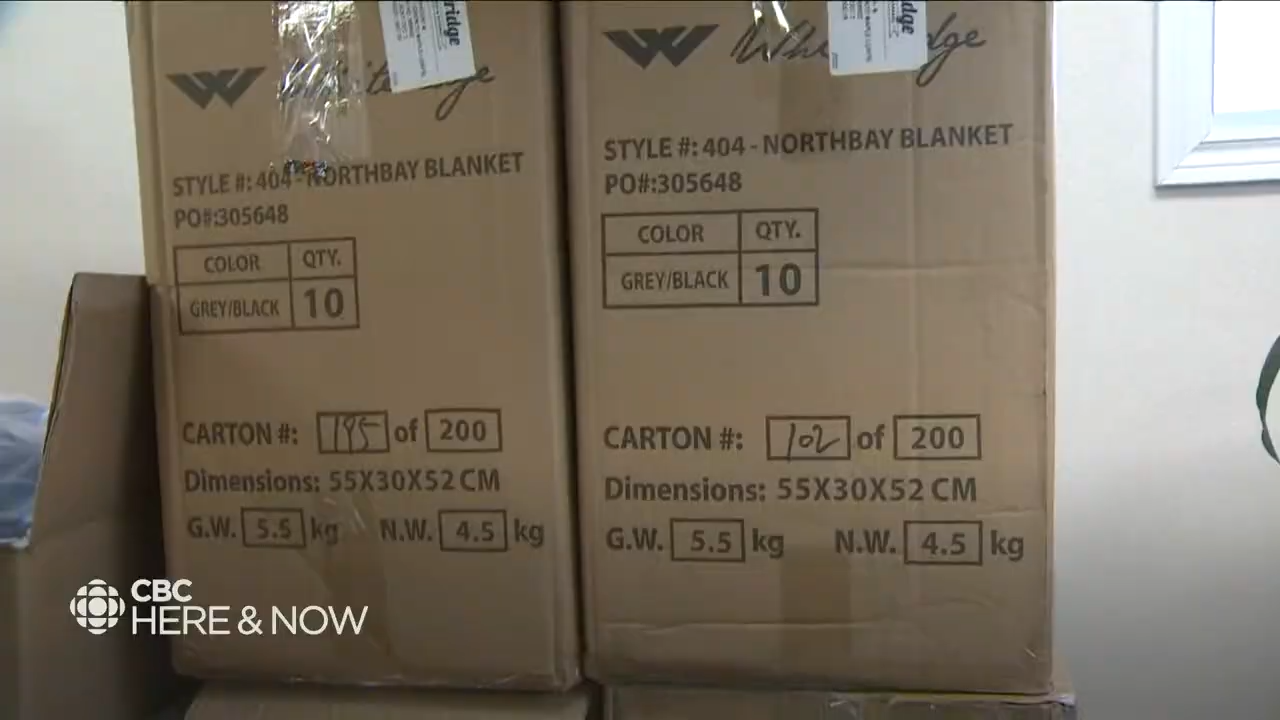 STYLE #: 404 - NORTHBAY BLANKET
PO#:305648
COLOR QTY.
GREY/BLACK 10
CARTON #: 195 of 200
Dimensions: 55X30X52 CM
G.W. 5.5 kg N.W. 4.5 kg
STYLE #: 404 - NORTHBAY BLANKET
PO#:305648
COLOR QTY.
GREY/BLACK 10
CARTON #: 102 of 200
Dimensions: 55X30X52 CM
G.W. 5.5 kg N.W. 4.5 kg
CBC
HERE & NOW